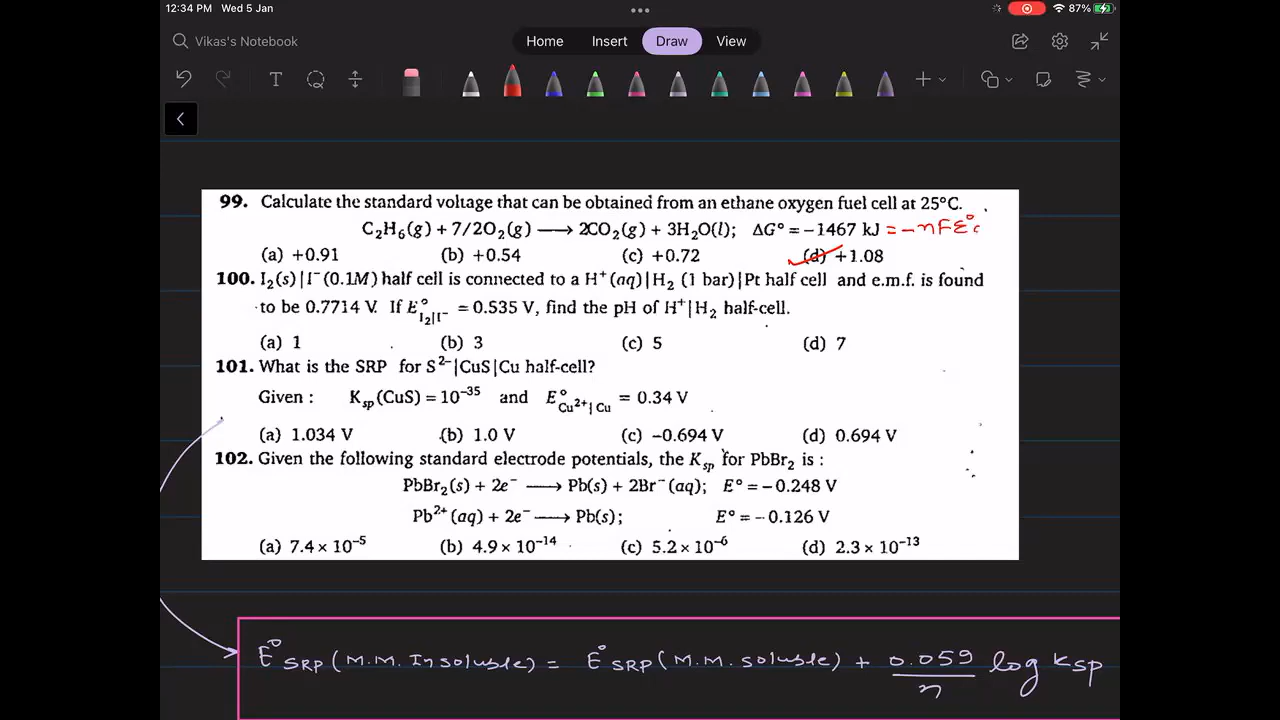 12:34 PM Wed 5 Jan
87%
Vikas's Notebook
Home Insert Draw View
99. Calculate the standard voltage that can be obtained from an ethane oxygen fuel cell at 25°C.
C₂H₆(g) + 7/2O₂(g) ⟶ 2CO₂(g) + 3H₂O(l); ΔG° = −1467 kJ = −nFE°c
(a) +0.91 (b) +0.54 (c) +0.72 (d) +1.08
100. I₂(s)|I⁻(0.1M) half cell is connected to a H⁺(aq)|H₂ (1 bar)|Pt half cell and e.m.f. is found
to be 0.7714 V. If E°I₂|I⁻ = 0.535 V, find the pH of H⁺|H₂ half-cell.
(a) 1 (b) 3 (c) 5 (d) 7
101. What is the SRP for S²⁻|CuS|Cu half-cell?
Given : Ksp(CuS) = 10⁻³⁵ and E°Cu²⁺|Cu = 0.34 V
(a) 1.034 V (b) 1.0 V (c) −0.694 V (d) 0.694 V
102. Given the following standard electrode potentials, the Ksp for PbBr₂ is :
PbBr₂(s) + 2e⁻ ⟶ Pb(s) + 2Br⁻(aq); E° = −0.248 V
Pb²⁺(aq) + 2e⁻ ⟶ Pb(s); E° = −0.126 V
(a) 7.4 × 10⁻⁵ (b) 4.9 × 10⁻¹⁴ (c) 5.2 × 10⁻⁶ (d) 2.3 × 10⁻¹³
E° SRP (M.M. Insoluble) = E° SRP (M.M. soluble) + 0.059/n log Ksp